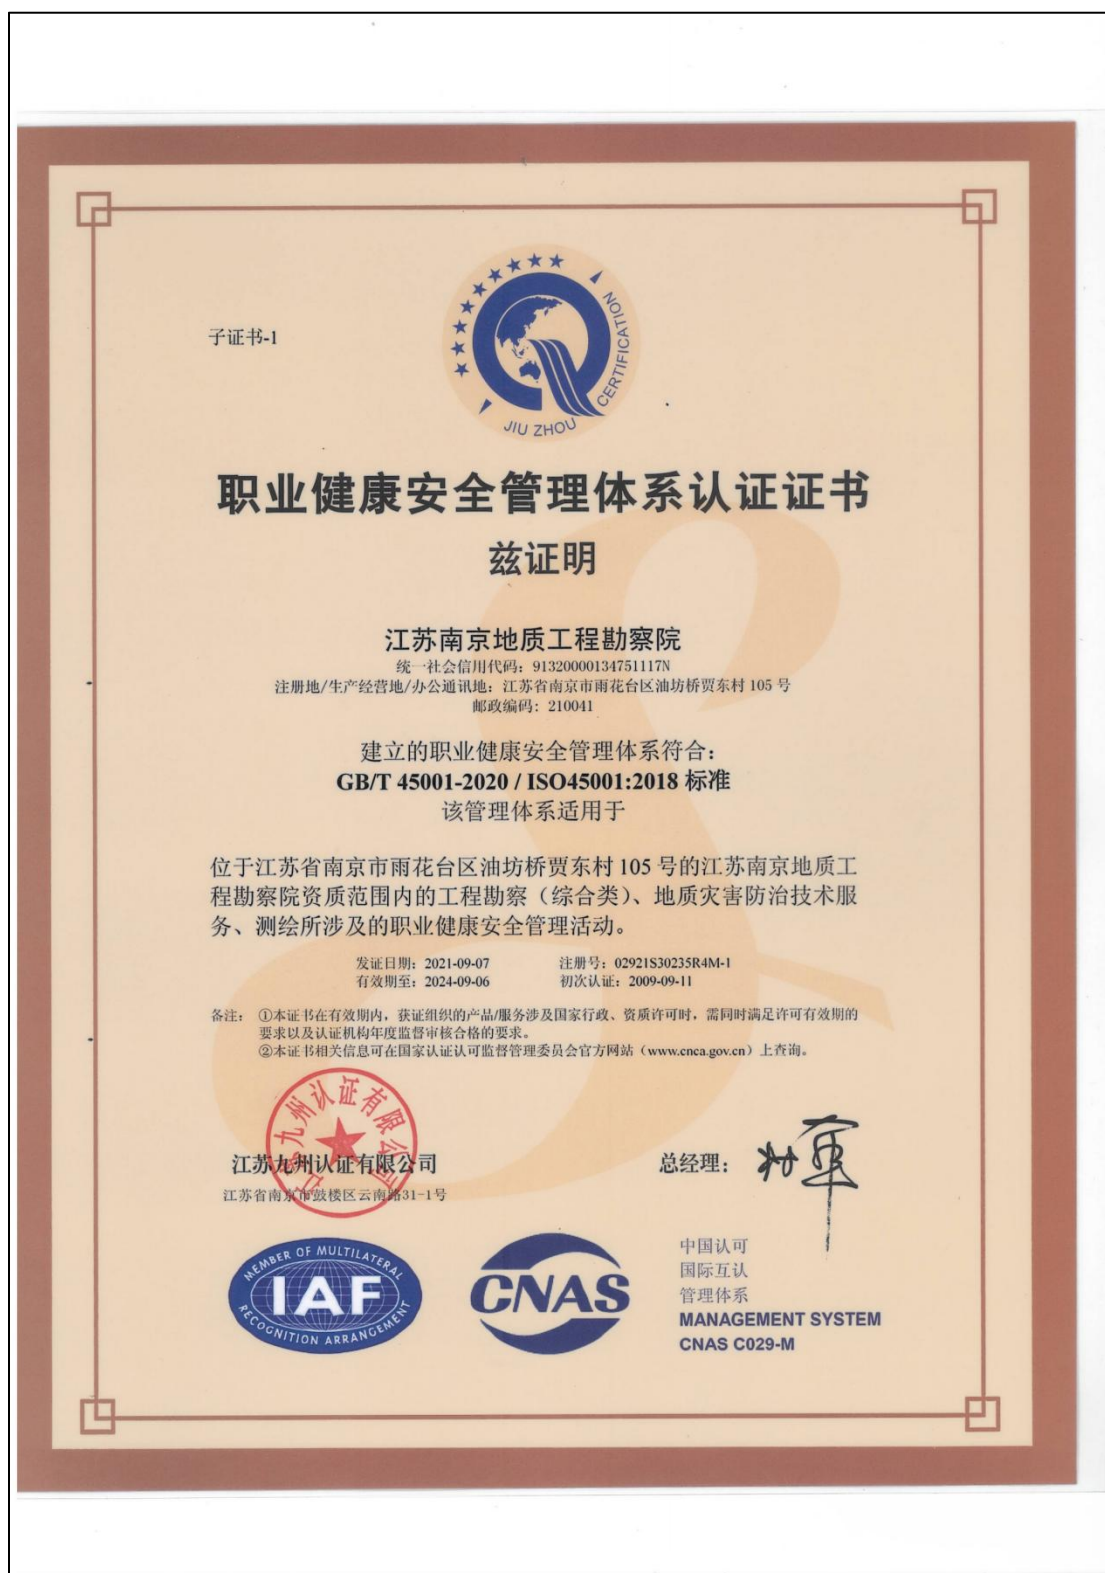 子证书-1
JIU ZHOU CERTIFICATION
职业健康安全管理体系认证证书
兹证明
江苏南京地质工程勘察院
统一社会信用代码：91320000134751117N
注册地/生产经营地/办公通讯地：江苏省南京市雨花台区油坊桥贾东村 105 号
邮政编码：210041
建立的职业健康安全管理体系符合：
GB/T 45001-2020 / ISO45001:2018 标准
该管理体系适用于
位于江苏省南京市雨花台区油坊桥贾东村 105 号的江苏南京地质工
程勘察院资质范围内的工程勘察（综合类）、地质灾害防治技术服
务、测绘所涉及的职业健康安全管理活动。
发证日期：2021-09-07 注册号：02921S30235R4M-1
有效期至：2024-09-06 初次认证：2009-09-11
备注： ①本证书在有效期内，获证组织的产品/服务涉及国家行政、资质许可时，需同时满足许可有效期的
要求以及认证机构年度监督审核合格的要求。
②本证书相关信息可在国家认证认可监督管理委员会官方网站（www.cnca.gov.cn）上查询。
江苏九州认证有限公司
江苏九州认证有限公司
江苏省南京市鼓楼区云南路31-1号
总经理：
MEMBER OF MULTILATERAL
IAF
RECOGNITION ARRANGEMENT
CNAS
中国认可
国际互认
管理体系
MANAGEMENT SYSTEM
CNAS C029-M